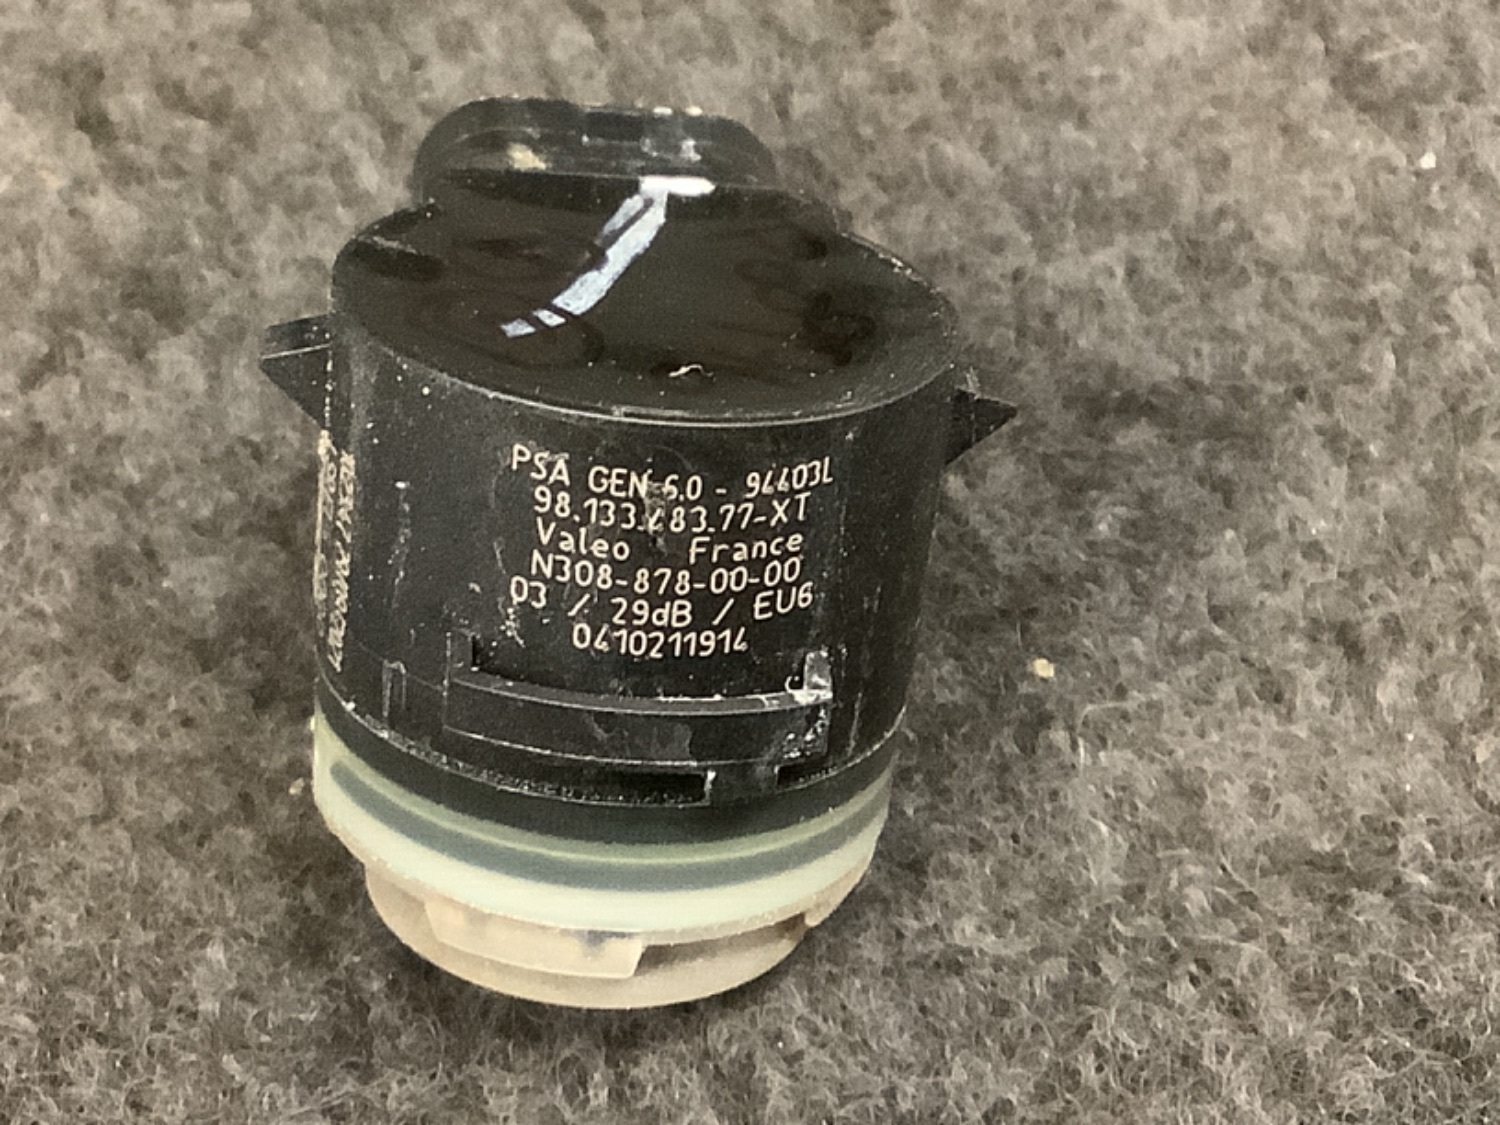 PSA GEN 6.0 - 94403L
98.133.483.77-XT
Valeo France
N308-878-00-00
03 / 29dB / EU6
0410211914